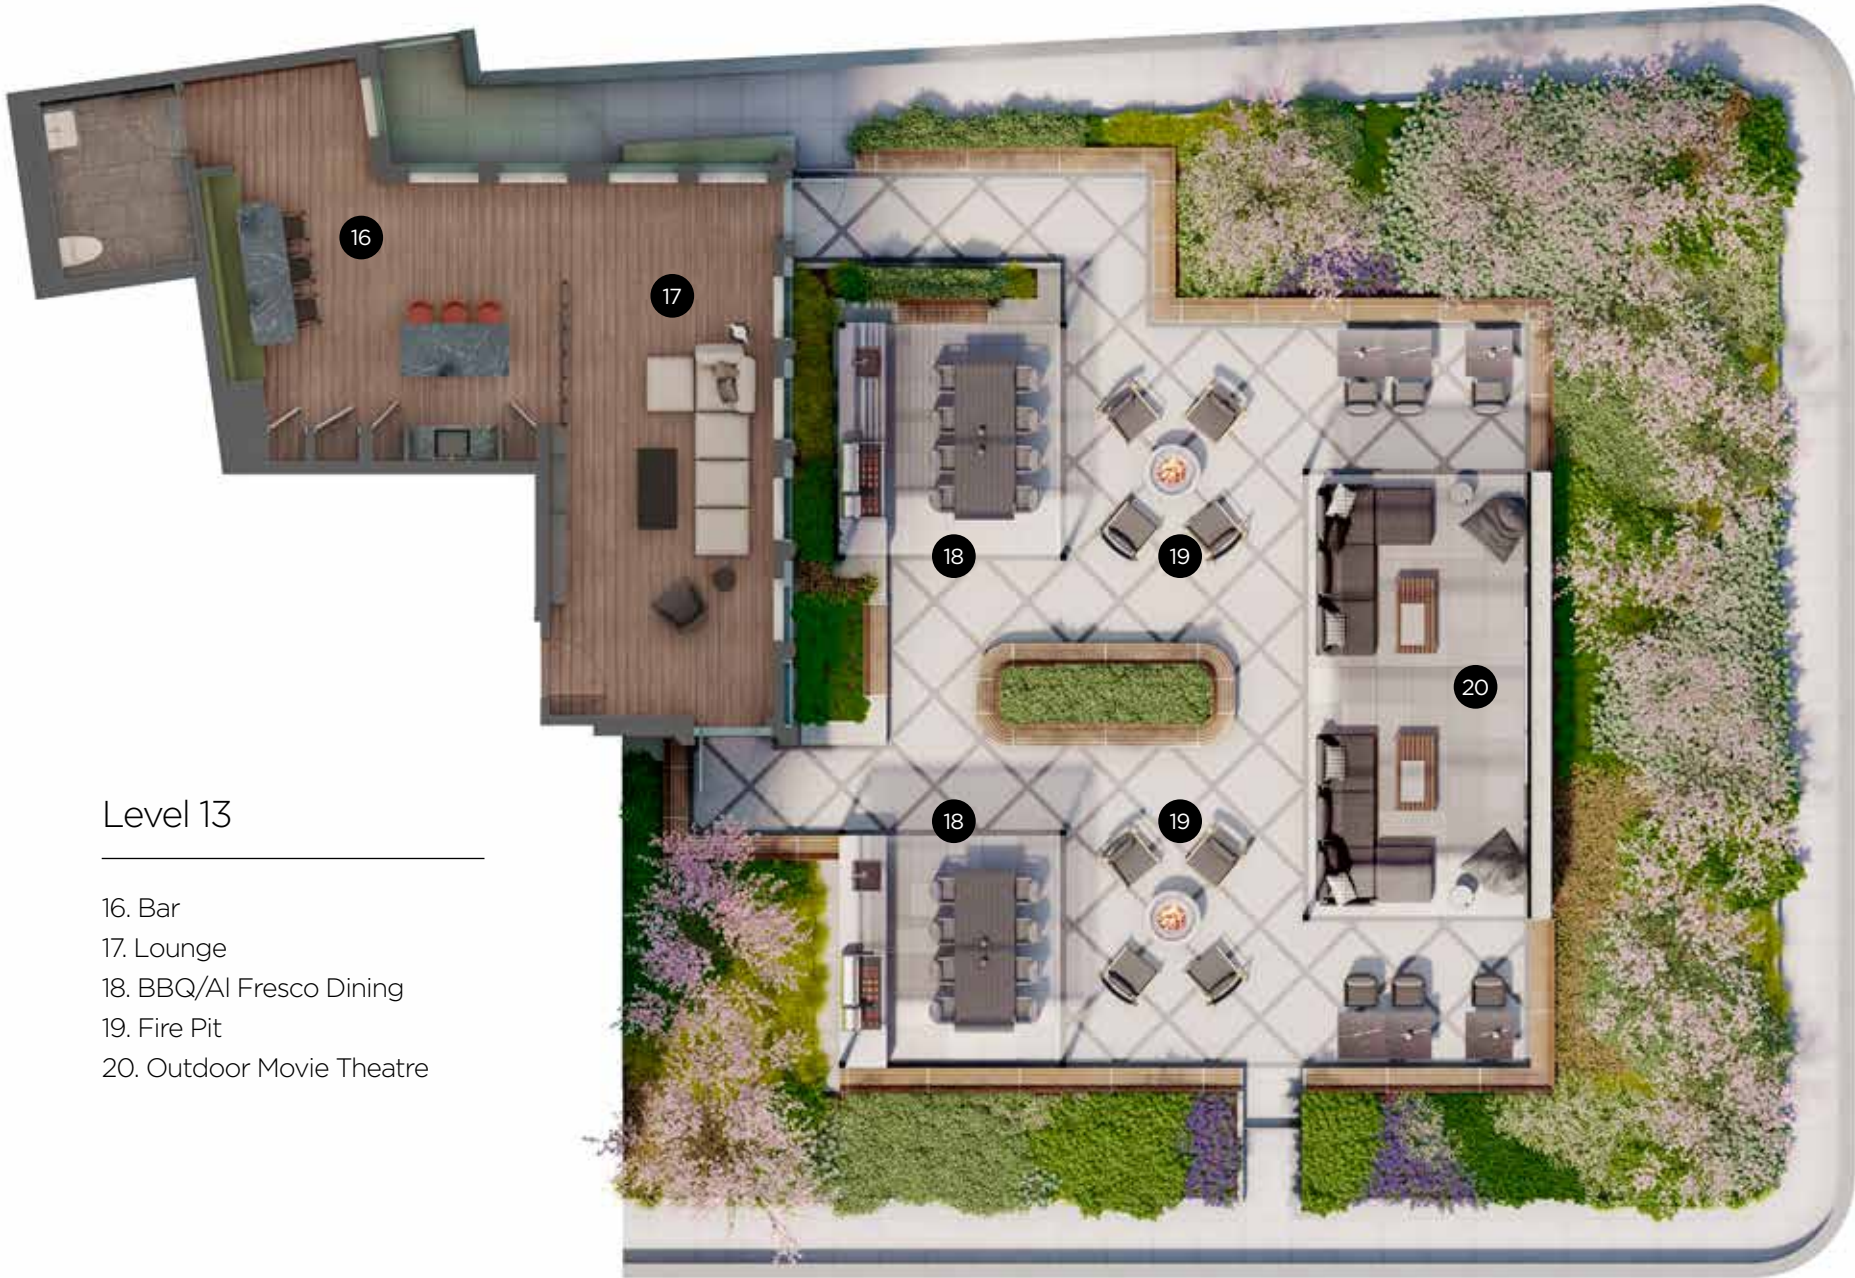 16
17
18
19
20
18
19
Level 13
16. Bar
17. Lounge
18. BBQ/Al Fresco Dining
19. Fire Pit
20. Outdoor Movie Theatre